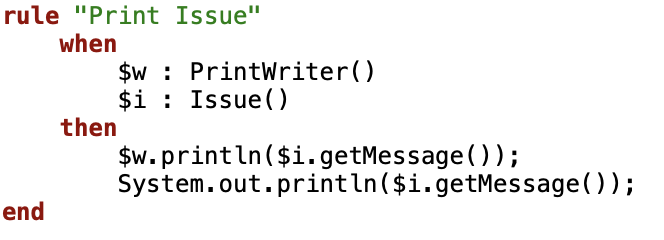 rule "Print Issue"
    when
        $w : PrintWriter()
        $i : Issue()
    then
        $w.println($i.getMessage());
        System.out.println($i.getMessage());
end